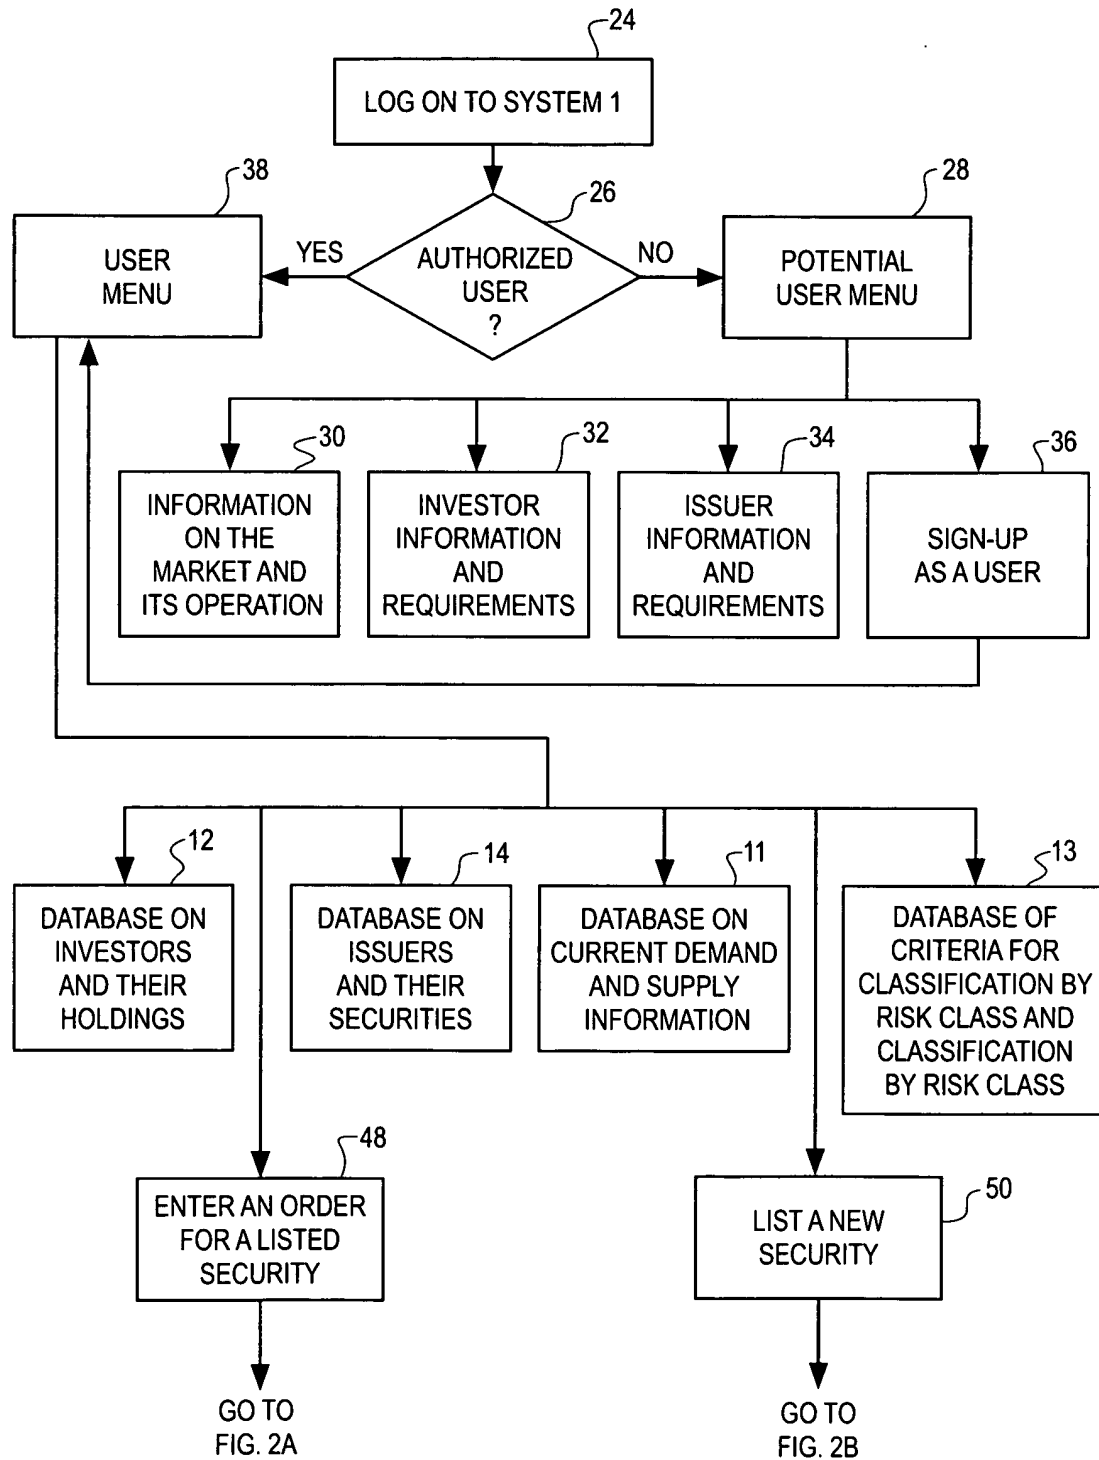 24
LOG ON TO SYSTEM 1
38
26
28
USER
MENU
YES
AUTHORIZED
USER
?
NO
POTENTIAL
USER MENU
30
32
34
36
INFORMATION
ON THE
MARKET AND
ITS OPERATION
INVESTOR
INFORMATION
AND
REQUIREMENTS
ISSUER
INFORMATION
AND
REQUIREMENTS
SIGN-UP
AS A USER
12
14
11
13
DATABASE ON
INVESTORS
AND THEIR
HOLDINGS
DATABASE ON
ISSUERS
AND THEIR
SECURITIES
DATABASE ON
CURRENT DEMAND
AND SUPPLY
INFORMATION
DATABASE OF
CRITERIA FOR
CLASSIFICATION BY
RISK CLASS AND
CLASSIFICATION
BY RISK CLASS
48
ENTER AN ORDER
FOR A LISTED
SECURITY
50
LIST A NEW
SECURITY
GO TO
FIG. 2A
GO TO
FIG. 2B